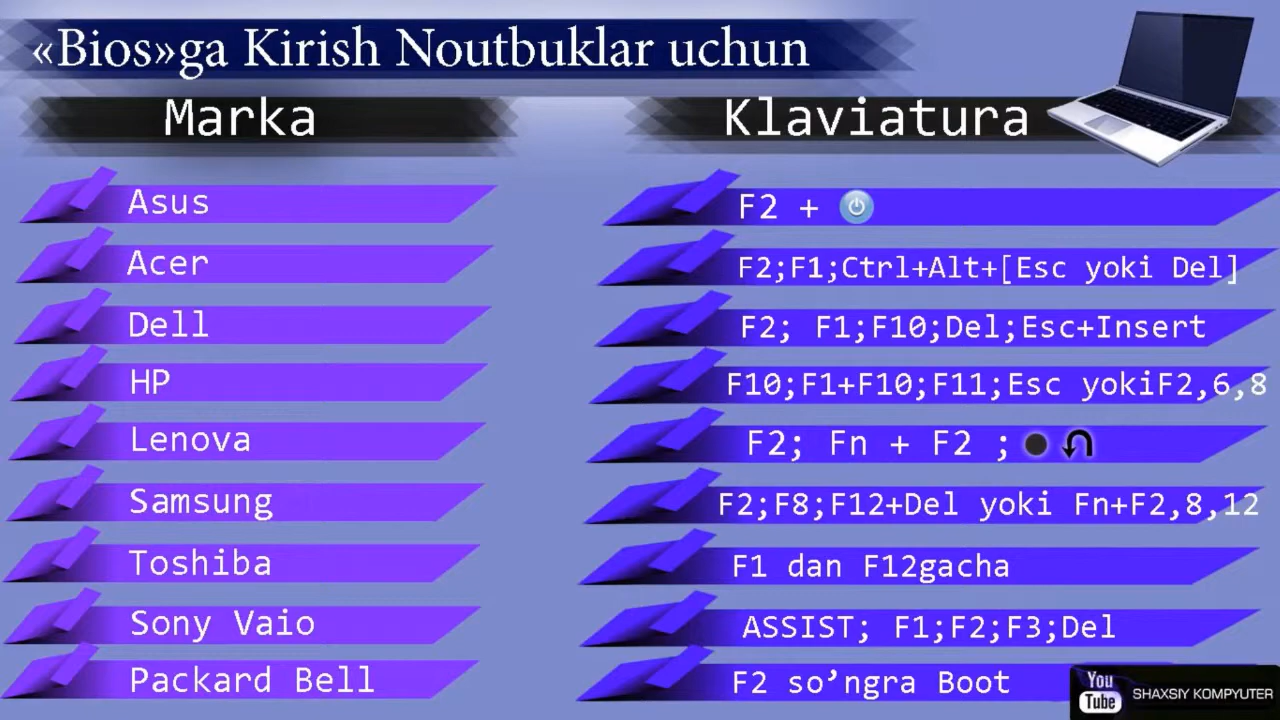 «Bios»ga Kirish Noutbuklar uchun
Marka Klaviatura
Asus F2 +
Acer F2;F1;Ctrl+Alt+[Esc yoki Del]
Dell F2; F1;F10;Del;Esc+Insert
HP F10;F1+F10;F11;Esc yokiF2,6,8
Lenova F2; Fn + F2 ;
Samsung F2;F8;F12+Del yoki Fn+F2,8,12
Toshiba F1 dan F12gacha
Sony Vaio ASSIST; F1;F2;F3;Del
Packard Bell F2 so’ngra Boot
You Tube SHAXSIY KOMPYUTER